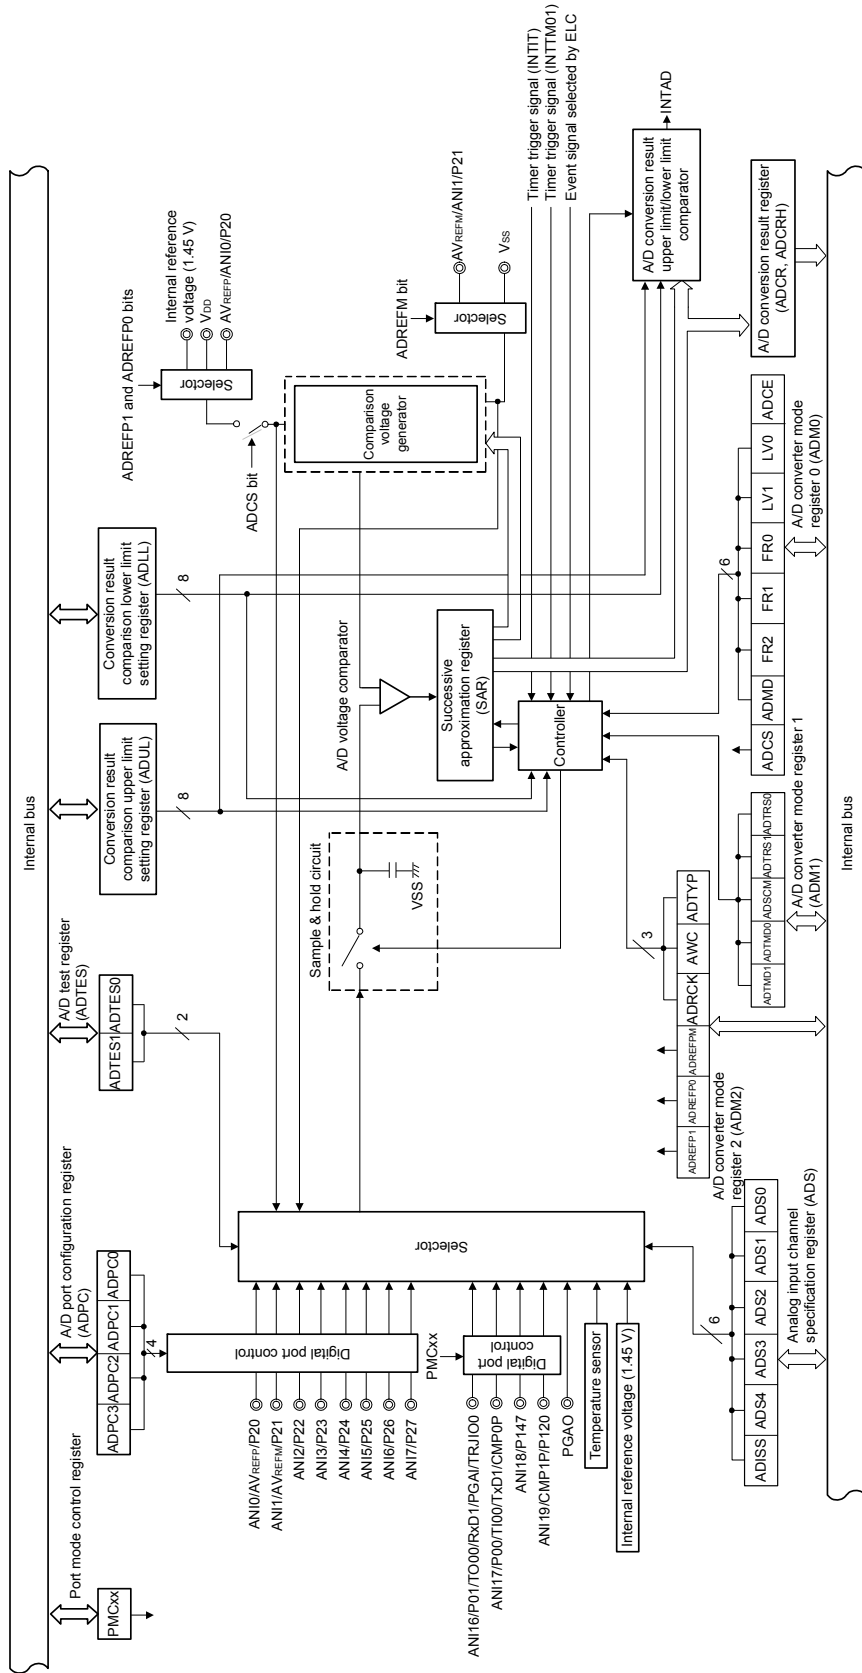 Internal bus
Port mode control register
PMCxx
A/D port configuration register
(ADPC)
ADPC3
ADPC2
ADPC1
ADPC0
4
A/D test register
(ADTES)
ADTES1
ADTES0
2
Conversion result
comparison upper limit
setting register (ADUL)
8
Conversion result
comparison lower limit
setting register (ADLL)
8
ADREFP1 and ADREFP0 bits
Selector
Internal reference
voltage (1.45 V)
VDD
AVREFP/ANI0/P20
ADCS bit
Comparison
voltage
generator
ADREFM bit
Selector
AVREFM/ANI1/P21
VSS
Digital port control
ANI0/AVREFP/P20
ANI1/AVREFM/P21
ANI2/P22
ANI3/P23
ANI4/P24
ANI5/P25
ANI6/P26
ANI7/P27
PMCxx
Digital port
control
ANI16/P01/TO00/RxD1/PGAI/TRJIO0
ANI17/P00/TI00/TxD1/CMP0P
ANI18/P147
ANI19/CMP1P/P120
PGAO
Temperature sensor
Internal reference voltage (1.45 V)
Selector
Sample & hold circuit
VSS
A/D voltage comparator
Successive
approximation register
(SAR)
Controller
Timer trigger signal (INTIT)
Timer trigger signal (INTTM01)
Event signal selected by ELC
A/D conversion result
upper limit/lower limit
comparator
INTAD
A/D conversion result register
(ADCR, ADCRH)
6
ADISS
ADS4
ADS3
ADS2
ADS1
ADS0
Analog input channel
specification register (ADS)
3
ADREFP1
ADREFP0
ADREFPM
ADRCK
AWC
ADTYP
A/D converter mode
register 2 (ADM2)
ADTMD1
ADTMD0
ADSCM
ADTRS1
ADTRS0
A/D converter mode register 1
(ADM1)
6
ADCS
ADMD
FR2
FR1
FR0
LV1
LV0
ADCE
A/D converter mode
register 0 (ADM0)
Internal bus